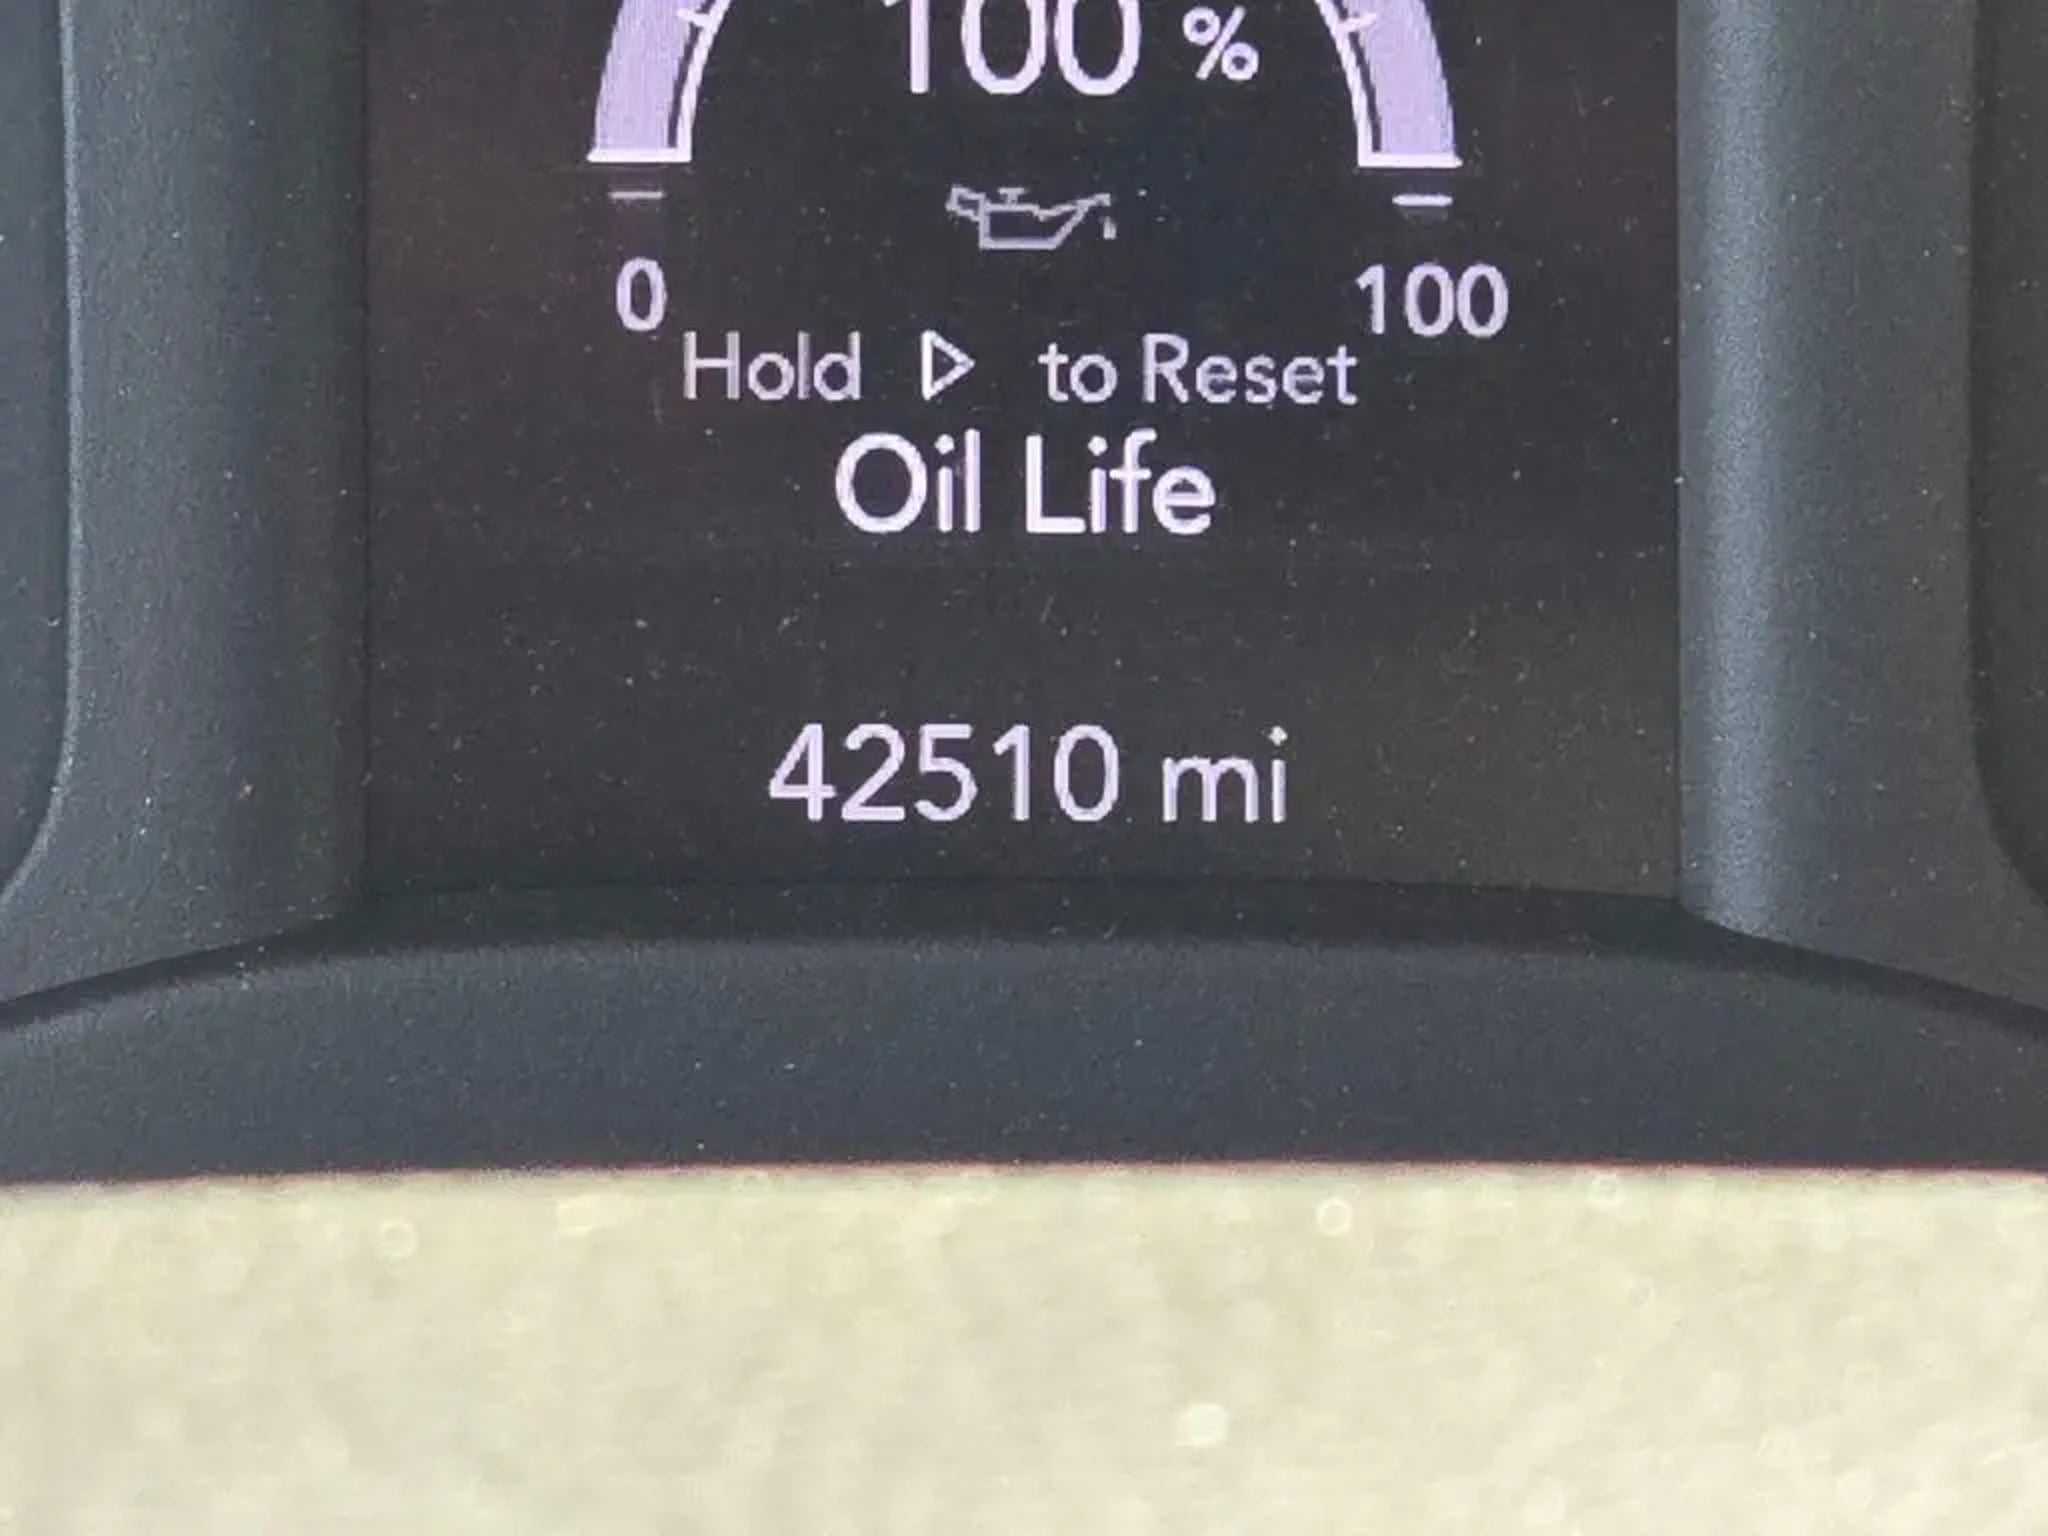 100 %
0 100
Hold ▷ to Reset
Oil Life
42510 mi